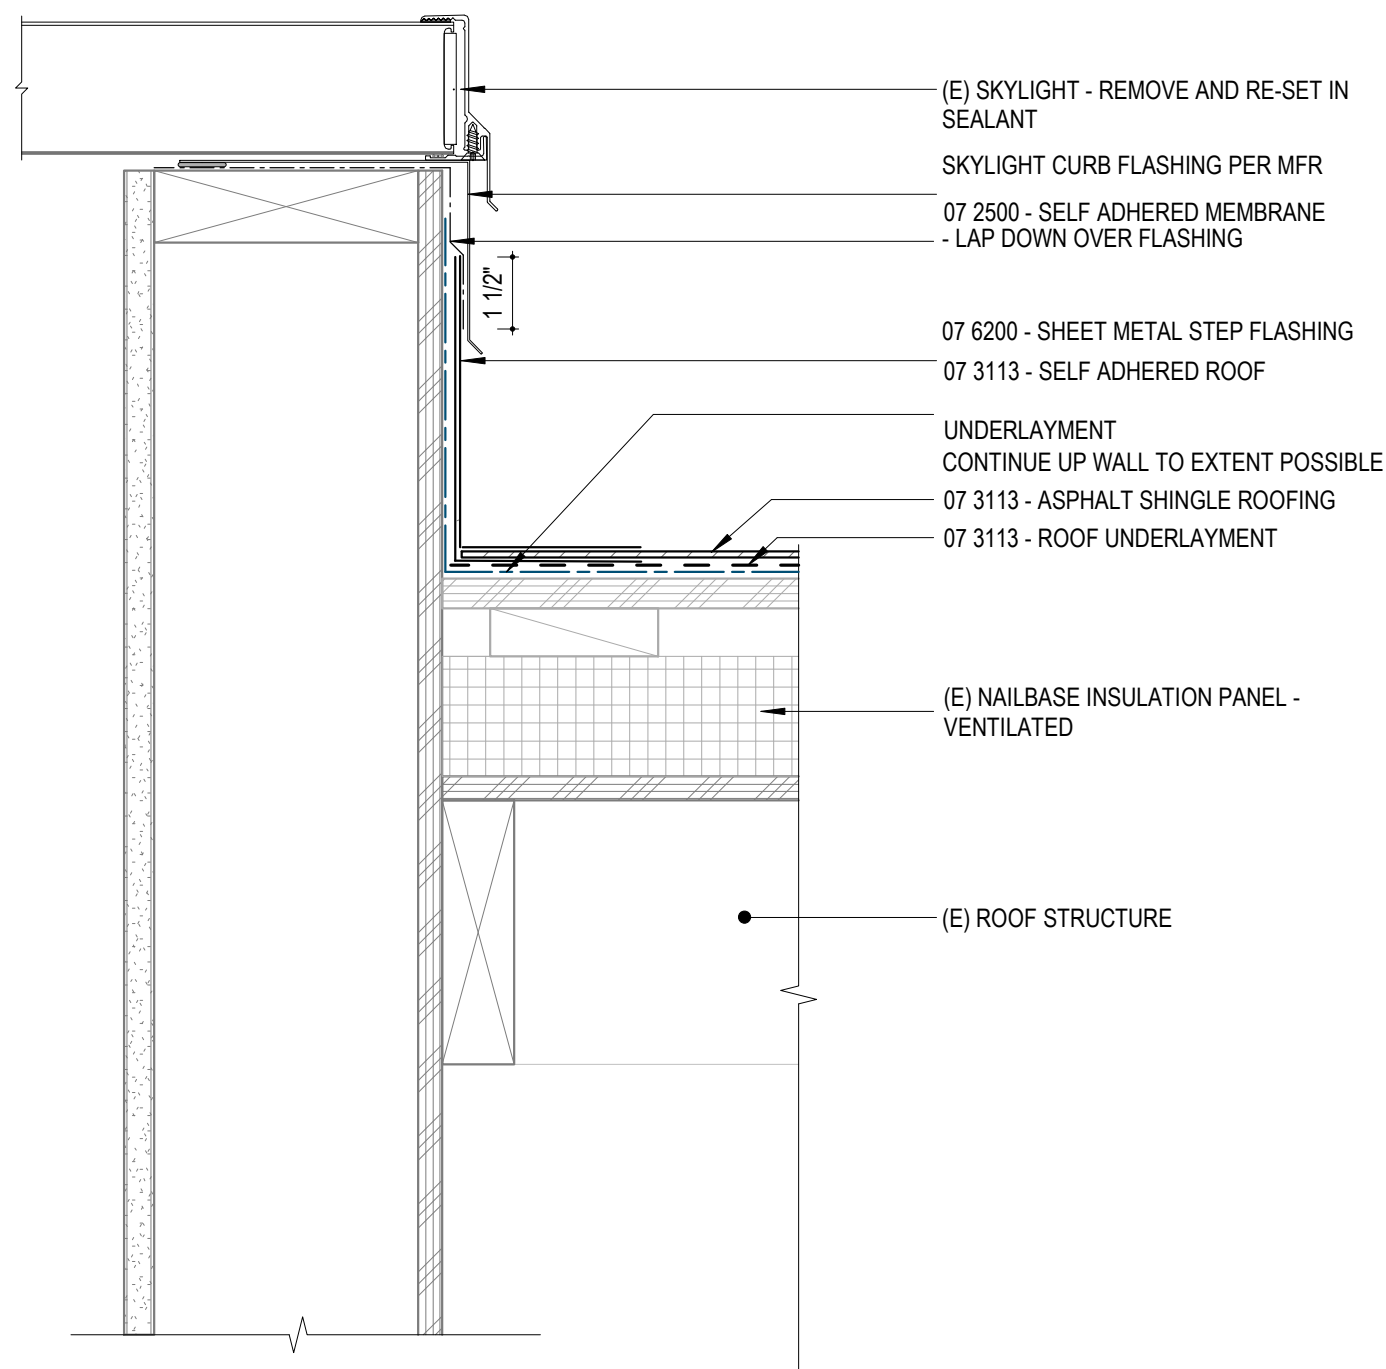 (E) SKYLIGHT - REMOVE AND RE-SET IN
SEALANT
SKYLIGHT CURB FLASHING PER MFR
07 2500 - SELF ADHERED MEMBRANE
- LAP DOWN OVER FLASHING
1 1/2"
07 6200 - SHEET METAL STEP FLASHING
07 3113 - SELF ADHERED ROOF
UNDERLAYMENT
CONTINUE UP WALL TO EXTENT POSSIBLE
07 3113 - ASPHALT SHINGLE ROOFING
07 3113 - ROOF UNDERLAYMENT
(E) NAILBASE INSULATION PANEL -
VENTILATED
(E) ROOF STRUCTURE